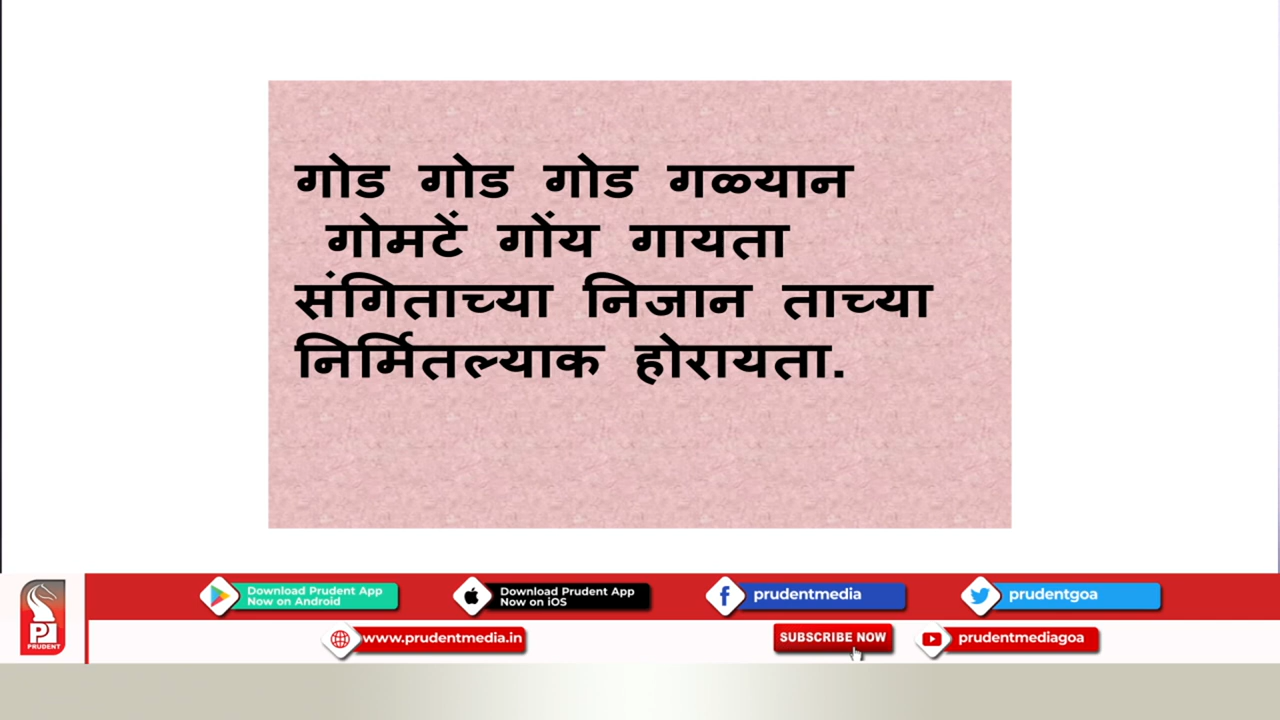 गोड गोड गोड गळ्यान
गोमटें गोंय गायता
संगिताच्या निजान ताच्या
निर्मितल्याक होरायता.
Download Prudent App
Now on Android
Download Prudent App
Now on iOS
prudentmedia
prudentgoa
PRUDENT
www.prudentmedia.in
SUBSCRIBE NOW
prudentmediagoa